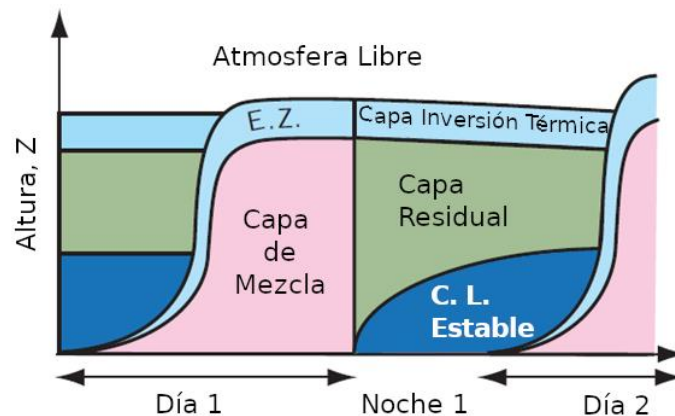 Atmosfera Libre
Altura, Z
E.Z.
Capa Inversión Térmica
Capa
de
Mezcla
Capa
Residual
C. L.
Estable
Día 1
Noche 1
Día 2